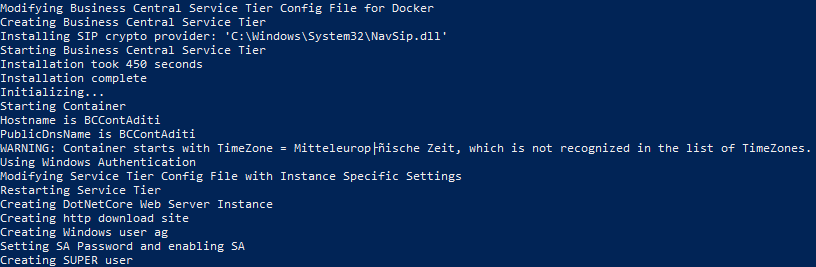 Modifying Business Central Service Tier Config File for Docker
Creating Business Central Service Tier
Installing SIP crypto provider: 'C:\Windows\System32\NavSip.dll'
Starting Business Central Service Tier
Installation took 450 seconds
Installation complete
Initializing...
Starting Container
Hostname is BCContAditi
PublicDnsName is BCContAditi
WARNING: Container starts with TimeZone = Mitteleurop├ñische Zeit, which is not recognized in the list of TimeZones.
Using Windows Authentication
Modifying Service Tier Config File with Instance Specific Settings
Restarting Service Tier
Creating DotNetCore Web Server Instance
Creating http download site
Creating Windows user ag
Setting SA Password and enabling SA
Creating SUPER user